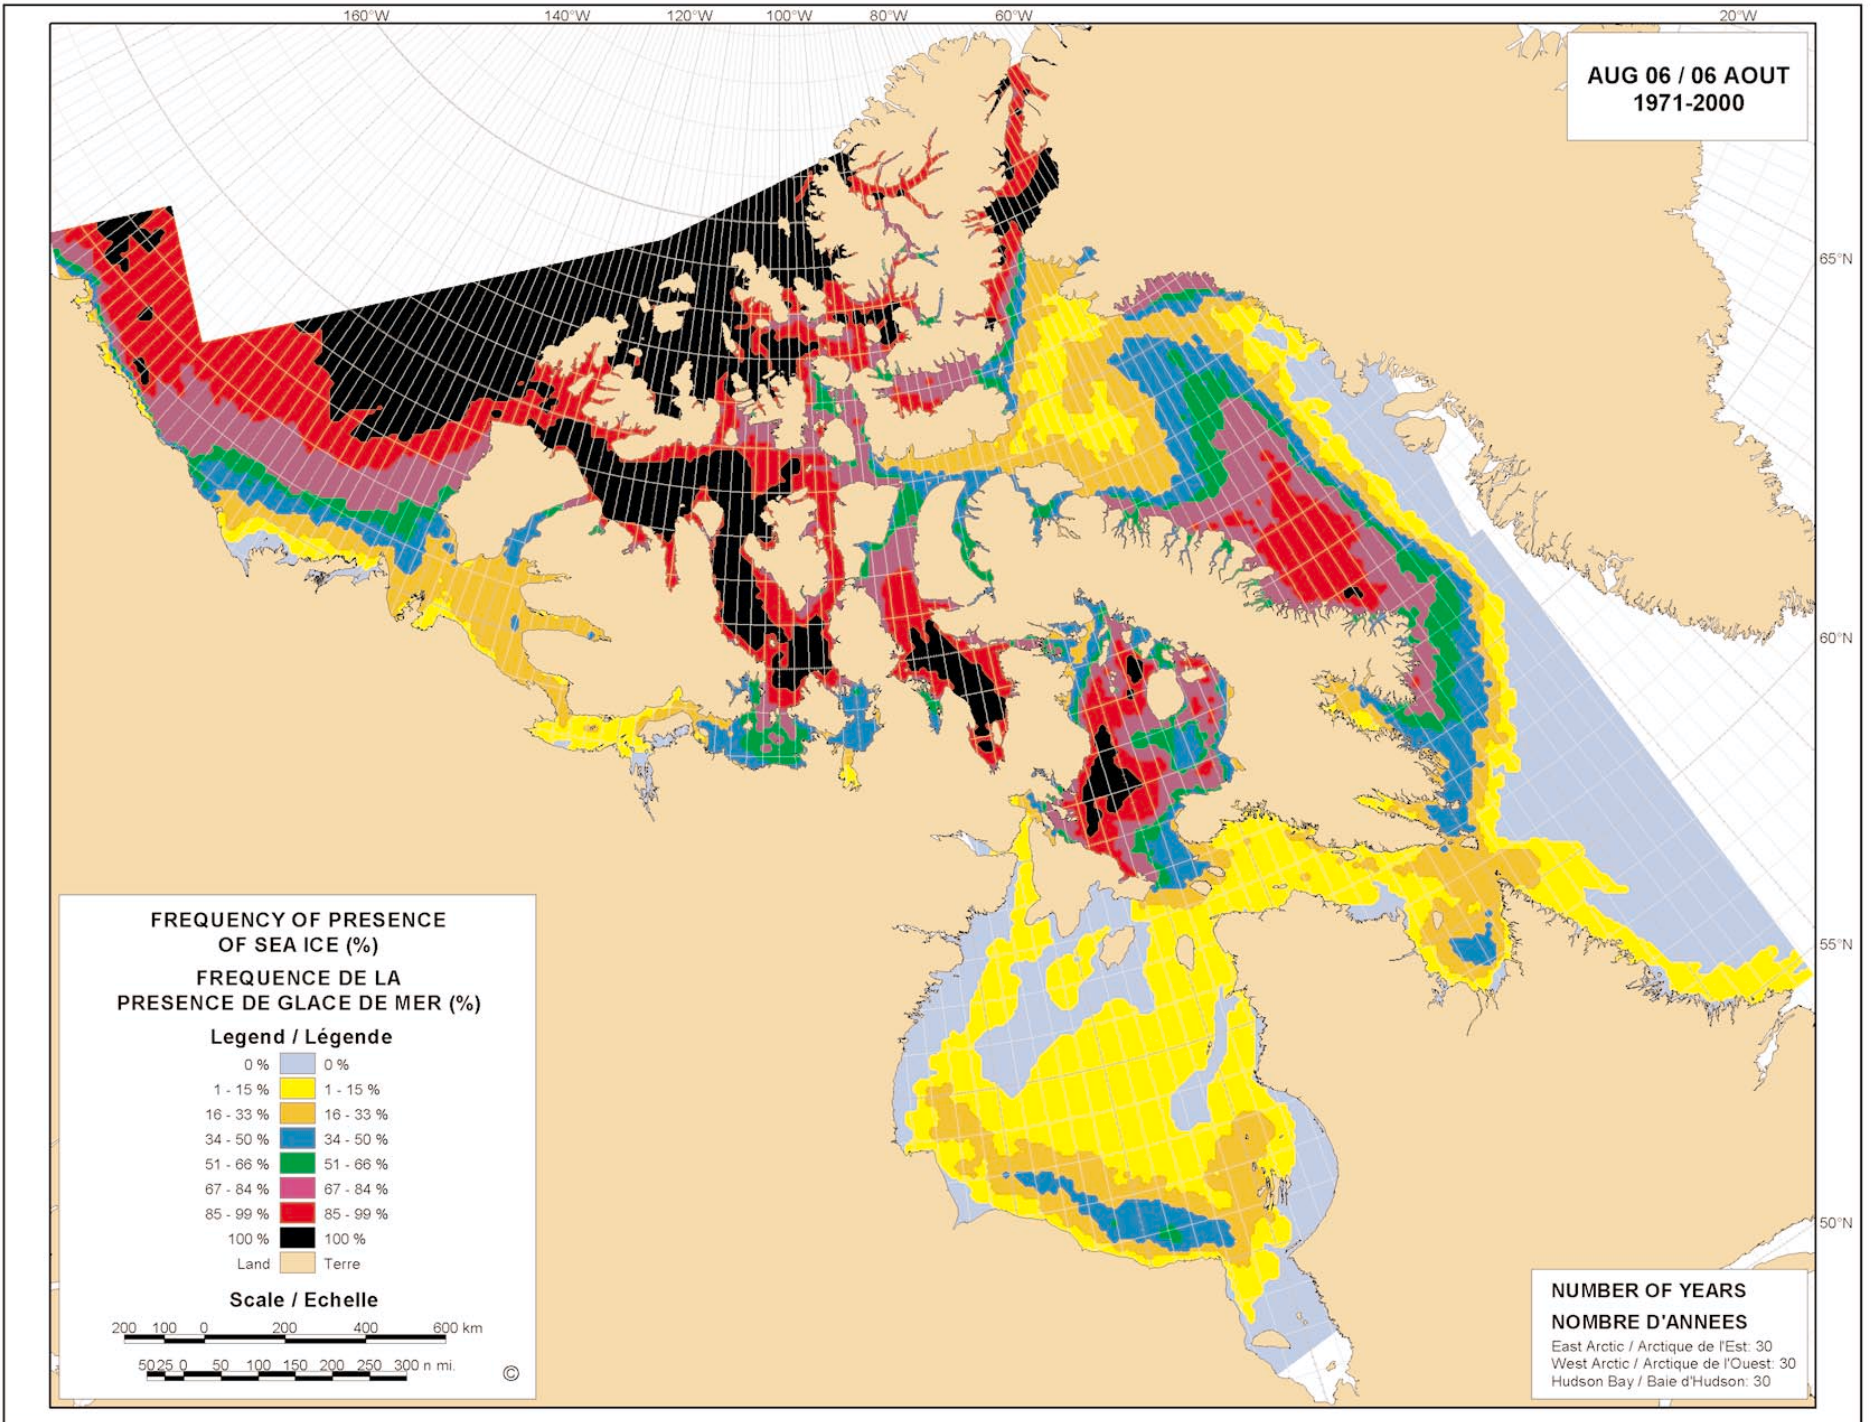 160°W 140°W 120°W 100°W 80°W 60°W 20°W
AUG 06 / 06 AOUT
1971-2000
65°N
60°N
55°N
50°N
FREQUENCY OF PRESENCE
OF SEA ICE (%)
FREQUENCE DE LA
PRESENCE DE GLACE DE MER (%)
Legend / Légende
0 % 0 %
1 - 15 % 1 - 15 %
16 - 33 % 16 - 33 %
34 - 50 % 34 - 50 %
51 - 66 % 51 - 66 %
67 - 84 % 67 - 84 %
85 - 99 % 85 - 99 %
100 % 100 %
Land Terre
Scale / Echelle
200 100 0 200 400 600 km
50 25 0 50 100 150 200 250 300 n mi.
©
NUMBER OF YEARS
NOMBRE D'ANNEES
East Arctic / Arctique de l'Est: 30
West Arctic / Arctique de l'Ouest: 30
Hudson Bay / Baie d'Hudson: 30